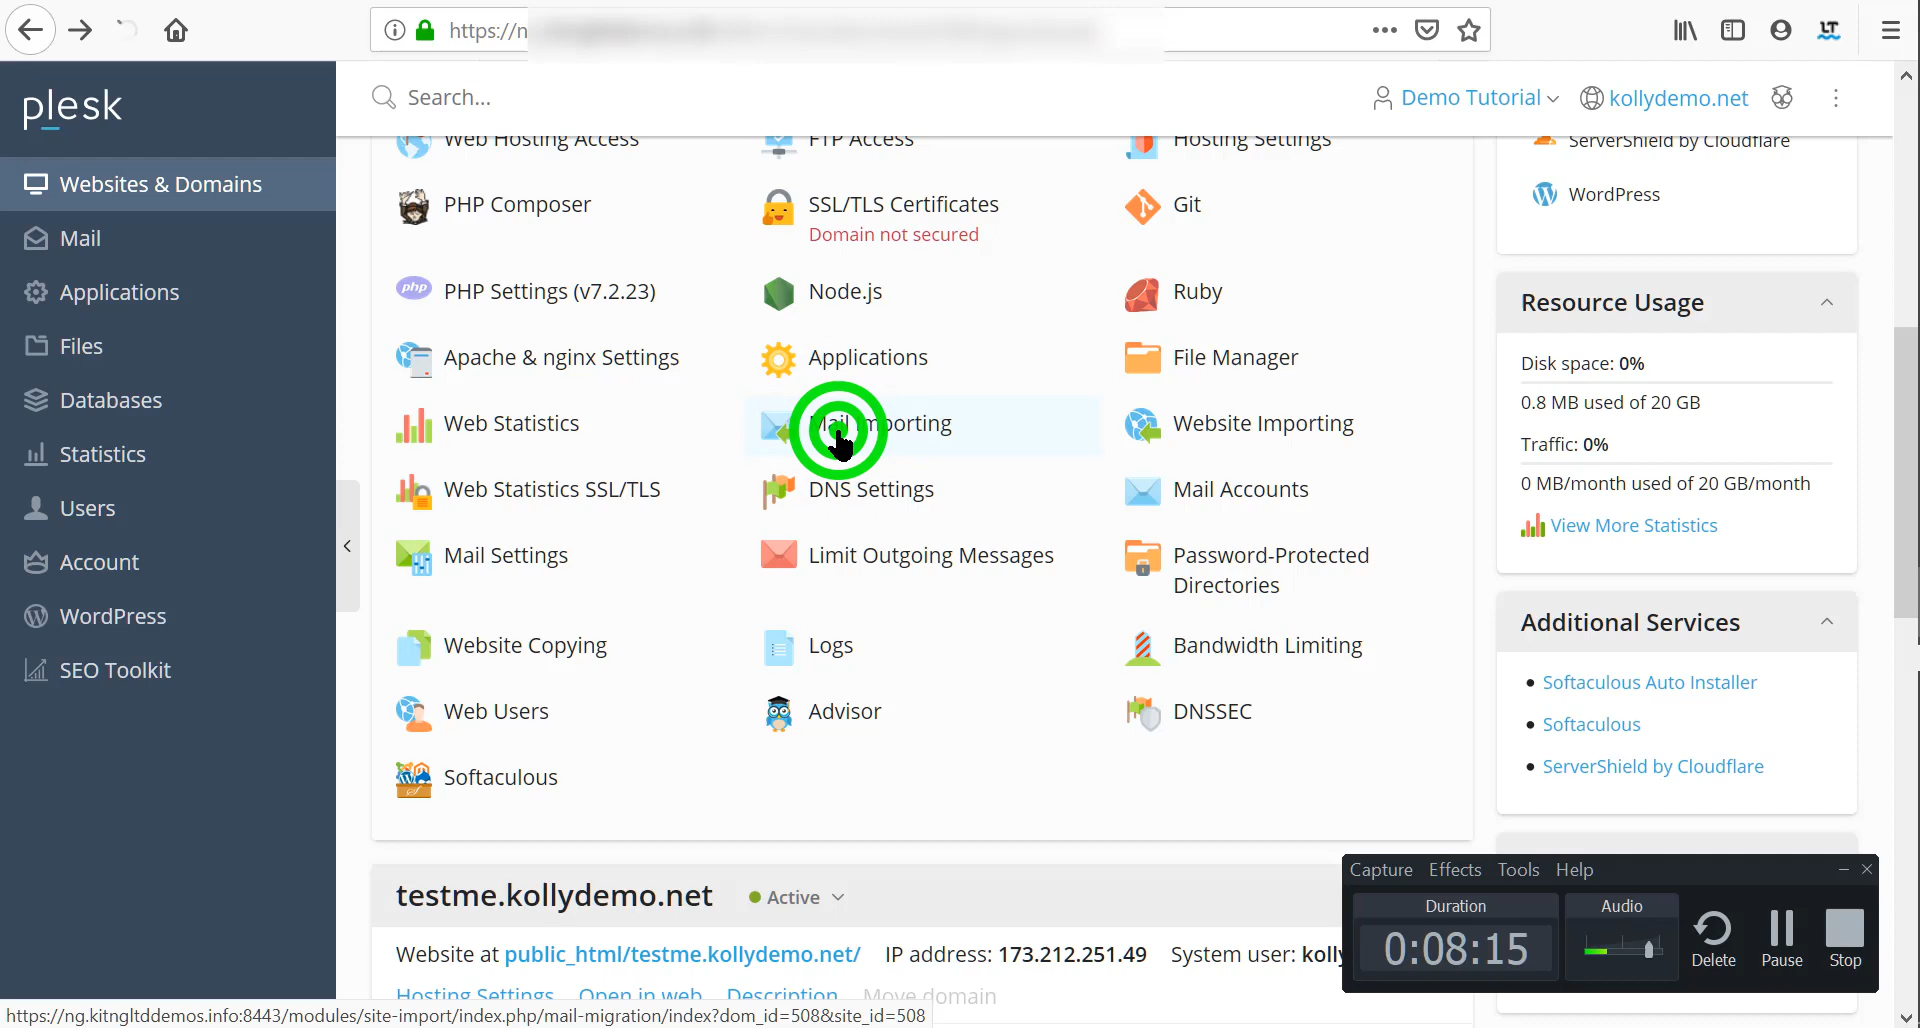 https://n
plesk
Search...
Demo Tutorial
kollydemo.net
Websites & Domains
Mail
Applications
Files
Databases
Statistics
Users
Account
WordPress
SEO Toolkit
Web Hosting Access
FTP Access
Hosting Settings
PHP Composer
SSL/TLS Certificates
Domain not secured
Git
php
PHP Settings (v7.2.23)
Node.js
Ruby
Apache & nginx Settings
Applications
File Manager
Web Statistics
Mail Importing
Website Importing
Web Statistics SSL/TLS
DNS Settings
Mail Accounts
Mail Settings
Limit Outgoing Messages
Password-Protected
Directories
Website Copying
Logs
Bandwidth Limiting
Web Users
Advisor
DNSSEC
Softaculous
ServerShield by Cloudflare
WordPress
Resource Usage
Disk space: 0%
0.8 MB used of 20 GB
Traffic: 0%
0 MB/month used of 20 GB/month
View More Statistics
Additional Services
Softaculous Auto Installer
Softaculous
ServerShield by Cloudflare
testme.kollydemo.net
Active
Website at public_html/testme.kollydemo.net/ IP address: 173.212.251.49 System user: kolly
Hosting Settings Open in web Description Move domain
Capture Effects Tools Help
Duration
0:08:15
Audio
Delete
Pause
Stop
https://ng.kitngltddemos.info:8443/modules/site-import/index.php/mail-migration/index?dom_id=508&site_id=508